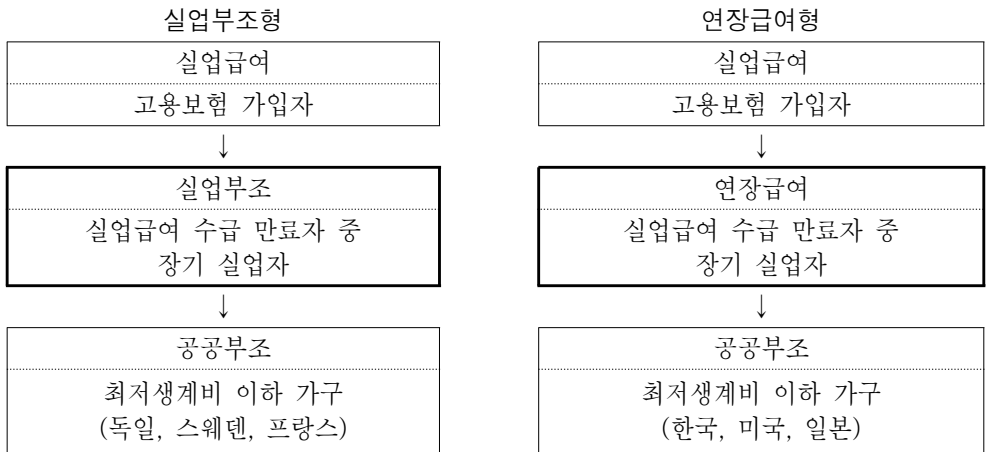 실업부조형
실업급여
고용보험 가입자
↓
실업부조
실업급여 수급 만료자 중
장기 실업자
↓
공공부조
최저생계비 이하 가구
(독일, 스웨덴, 프랑스)
연장급여형
실업급여
고용보험 가입자
↓
연장급여
실업급여 수급 만료자 중
장기 실업자
↓
공공부조
최저생계비 이하 가구
(한국, 미국, 일본)